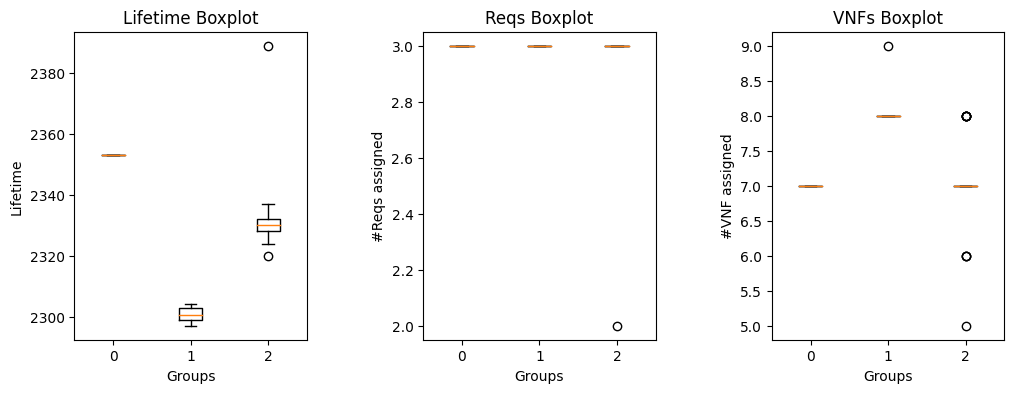 Lifetime Boxplot
Lifetime
2380
2360
2340
2320
2300
0 1 2
Groups
Reqs Boxplot
#Reqs assigned
3.0
2.8
2.6
2.4
2.2
2.0
0 1 2
Groups
VNFs Boxplot
#VNF assigned
9.0
8.5
8.0
7.5
7.0
6.5
6.0
5.5
5.0
0 1 2
Groups